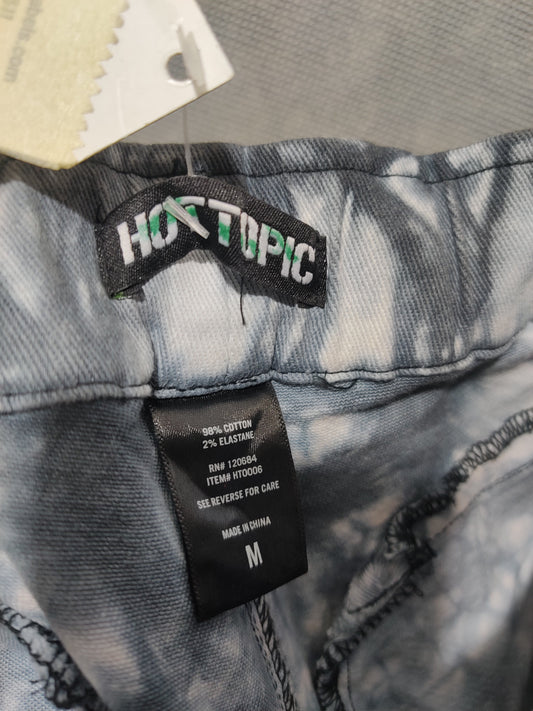 HOT TOPIC
98% COTTON
2% ELASTANE
RN# 120684
ITEM# HT0006
SEE REVERSE FOR CARE
MADE IN CHINA
M